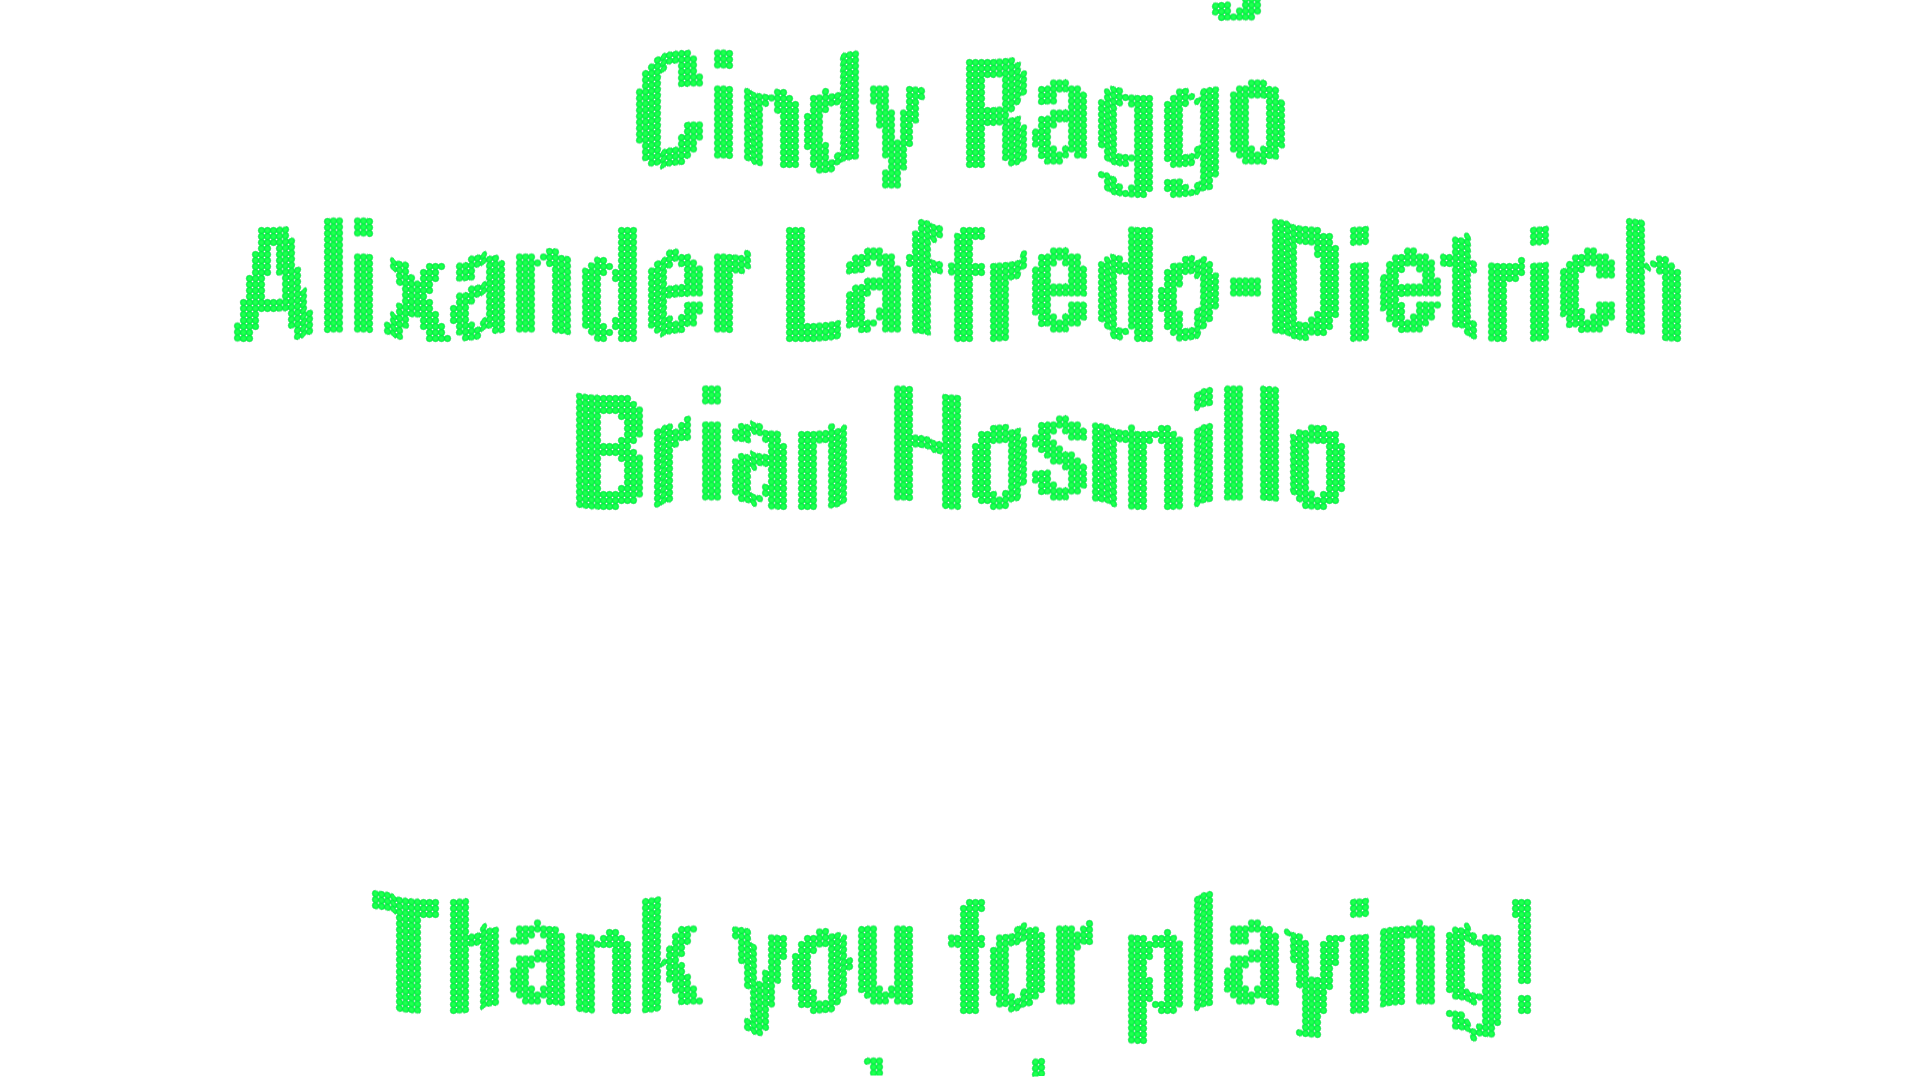 Cindy Raggo
Alixander Laffredo-Dietrich
Brian Hosmillo
Thank you for playing!